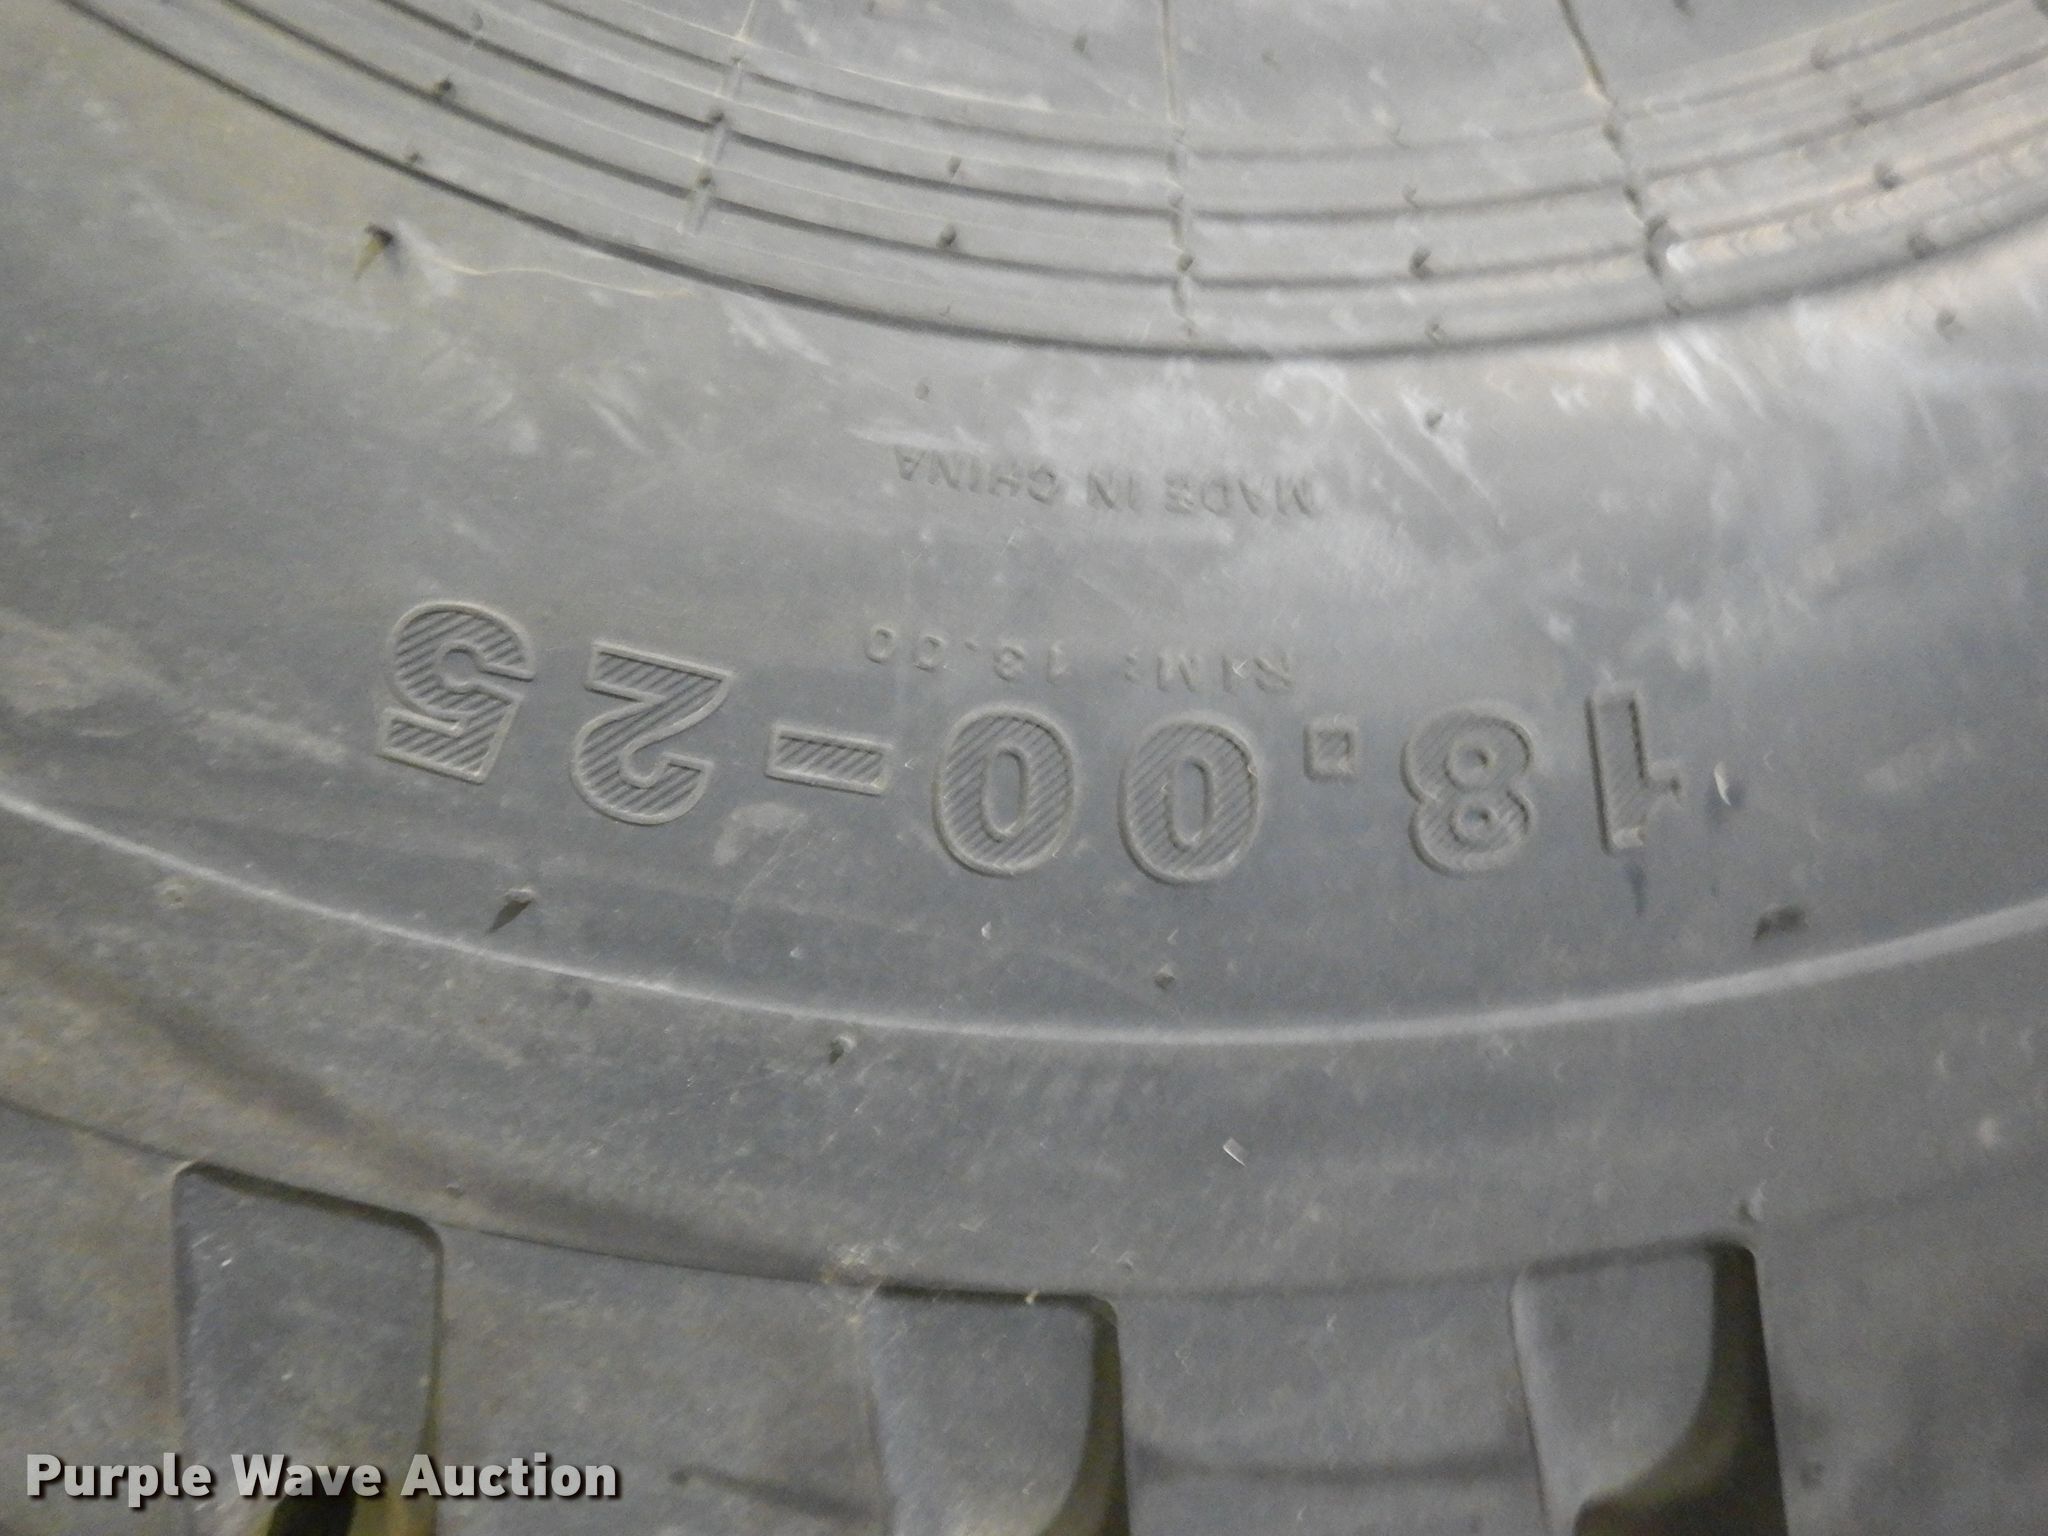 18.00-25
RIM: 13.00
MADE IN CHINA
Purple Wave Auction